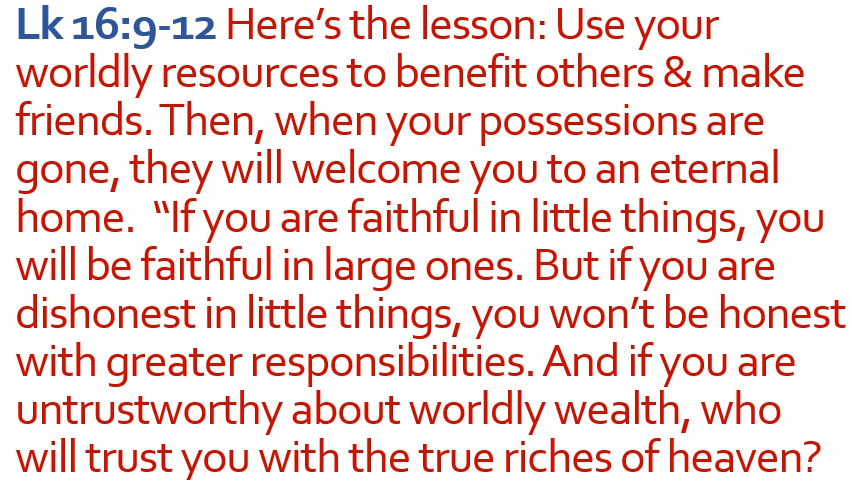 Lk 16:9-12 Here’s the lesson: Use your
worldly resources to benefit others & make
friends. Then, when your possessions are
gone, they will welcome you to an eternal
home.  “If you are faithful in little things, you
will be faithful in large ones. But if you are
dishonest in little things, you won’t be honest
with greater responsibilities. And if you are
untrustworthy about worldly wealth, who
will trust you with the true riches of heaven?